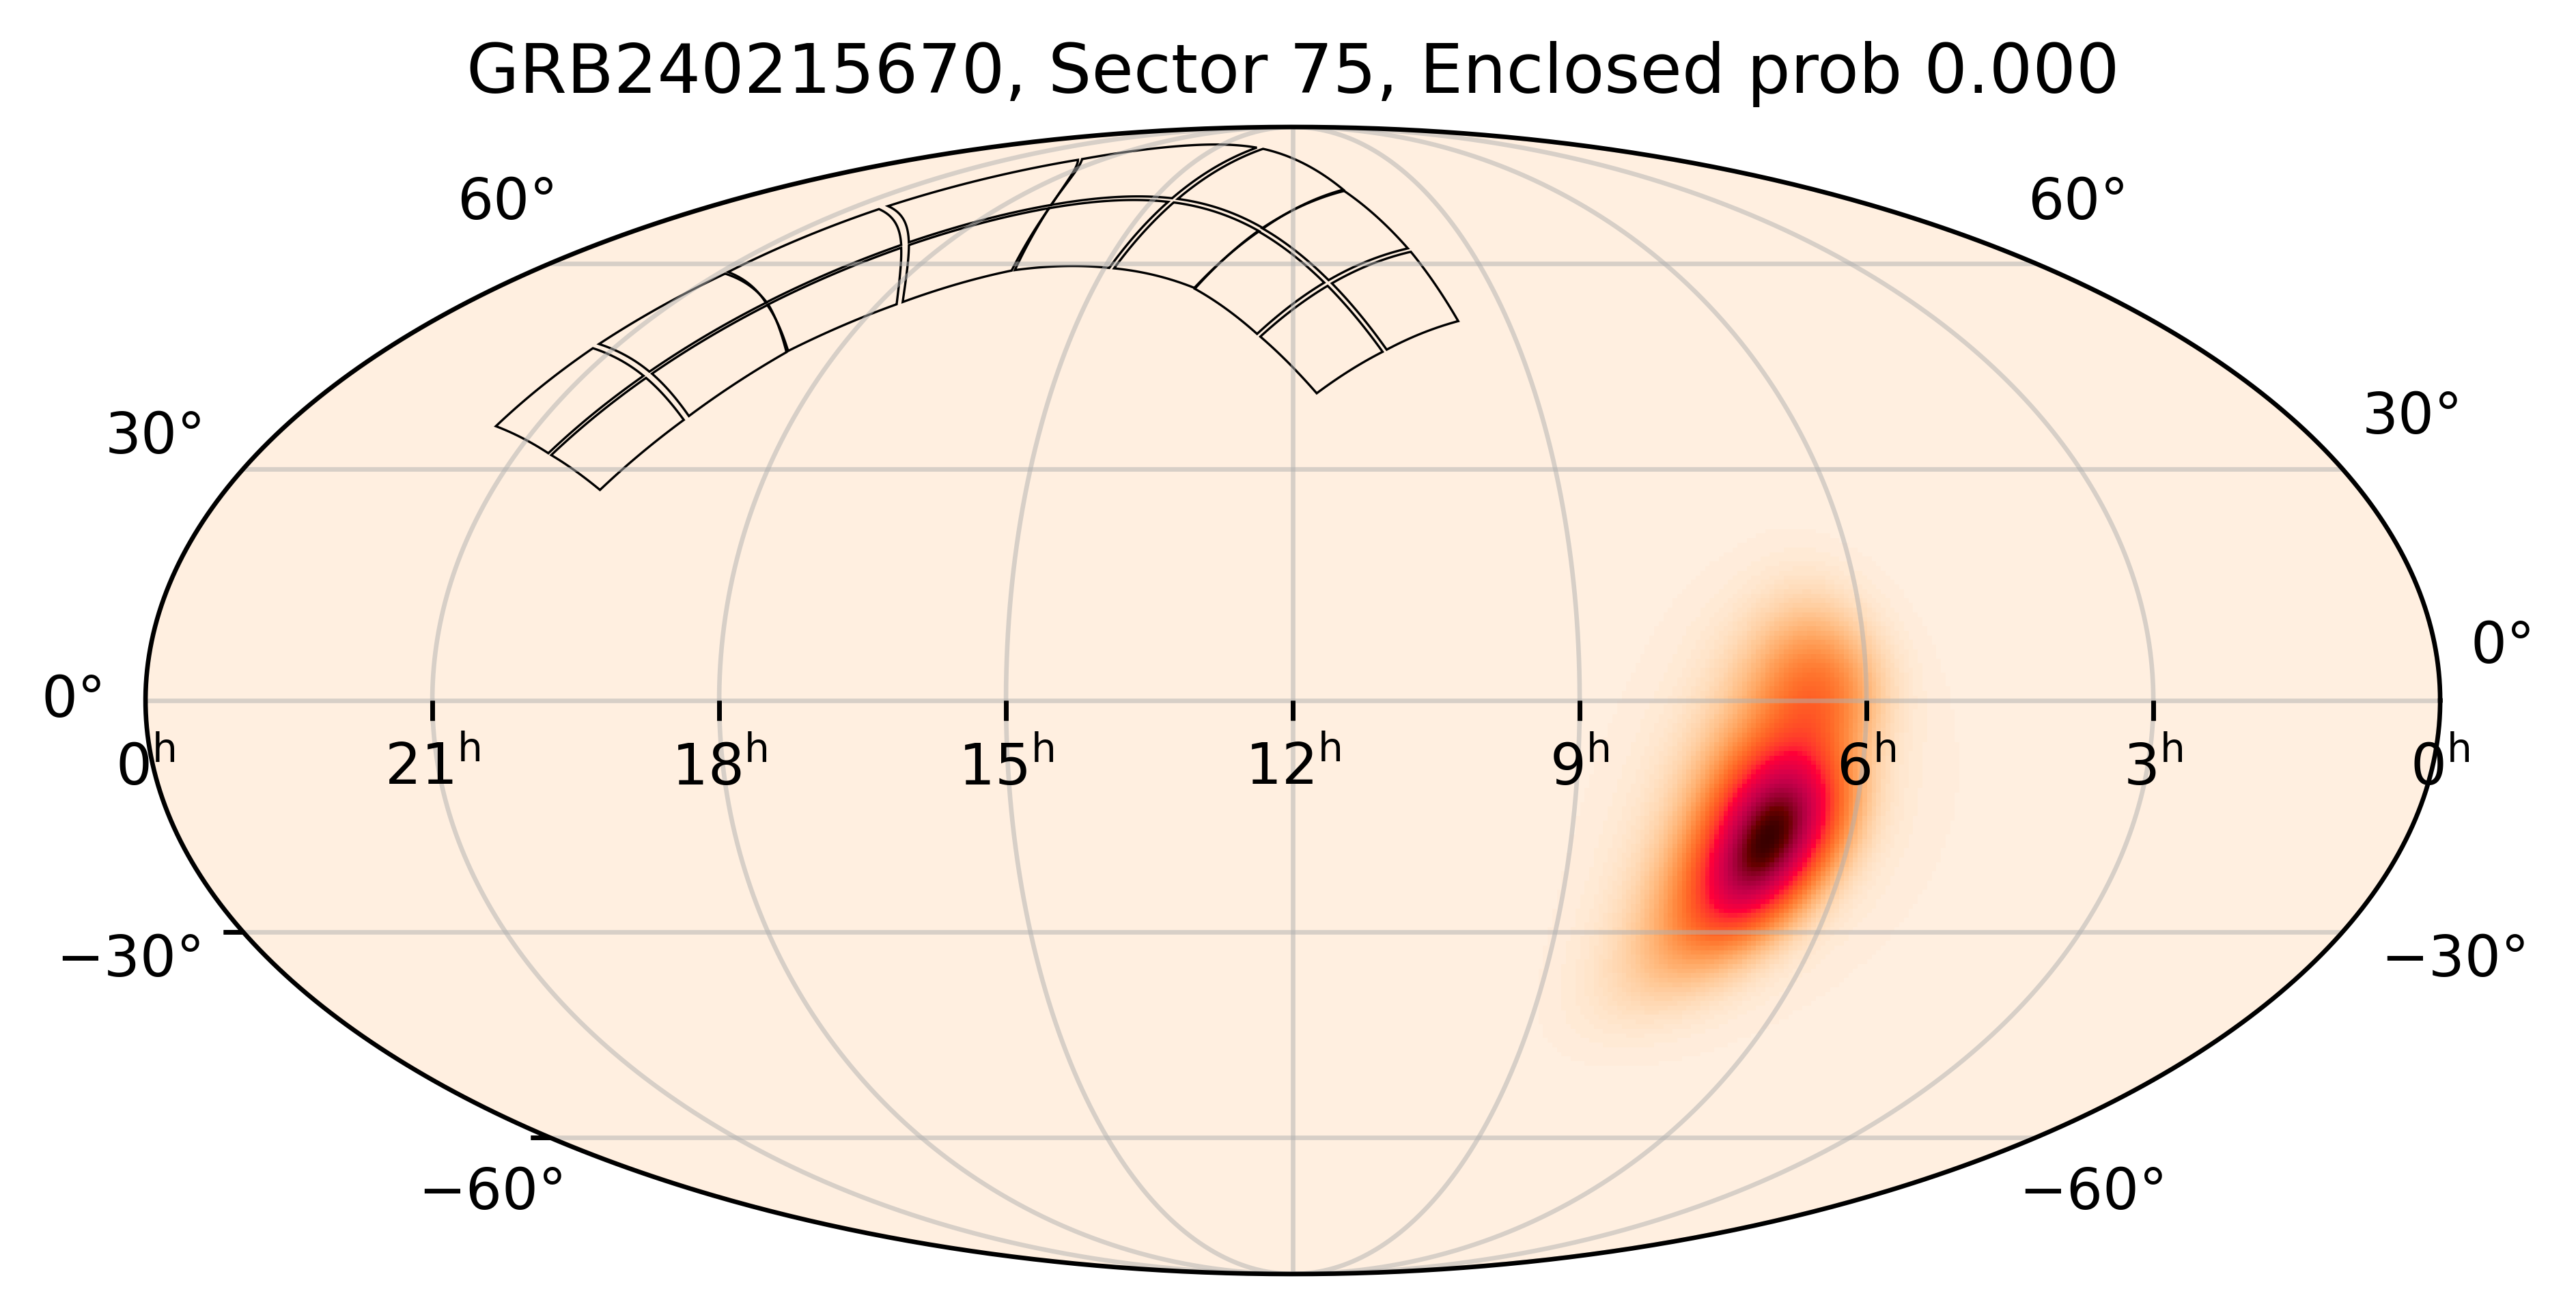 GRB240215670, Sector 75, Enclosed prob 0.000
60° 60°
30° 30°
0° 0°
0ʰ 21ʰ 18ʰ 15ʰ 12ʰ 9ʰ 6ʰ 3ʰ 0ʰ
−30° −30°
−60° −60°